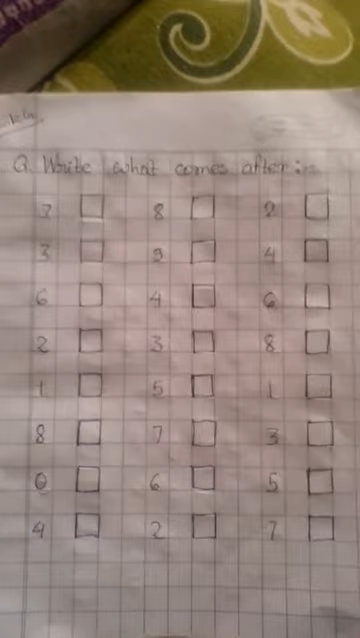 Q. Write what comes after :-
7 8 2
3 9 4
6 4 6
2 3 8
1 5 1
8 7 3
0 6 5
4 2 7